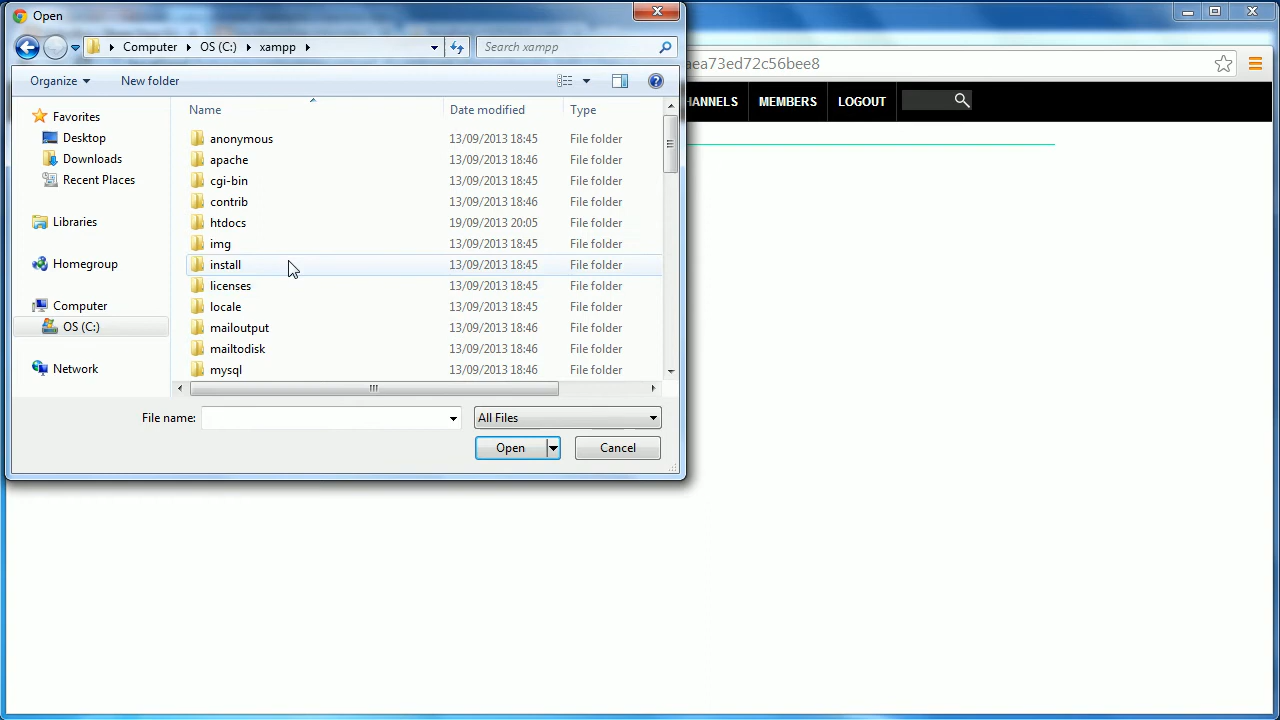 Open
Computer OS (C:) xampp Search xampp
aea73ed72c56bee8
Organize New folder
HANNELS MEMBERS LOGOUT
Name Date modified Type
Favorites
Desktop
Downloads
Recent Places
Libraries
Homegroup
Computer
OS (C:)
Network
anonymous 13/09/2013 18:45 File folder
apache 13/09/2013 18:46 File folder
cgi-bin 13/09/2013 18:45 File folder
contrib 13/09/2013 18:46 File folder
htdocs 19/09/2013 20:05 File folder
img 13/09/2013 18:45 File folder
install 13/09/2013 18:45 File folder
licenses 13/09/2013 18:45 File folder
locale 13/09/2013 18:45 File folder
mailoutput 13/09/2013 18:46 File folder
mailtodisk 13/09/2013 18:46 File folder
mysql 13/09/2013 18:46 File folder
File name: All Files
Open Cancel